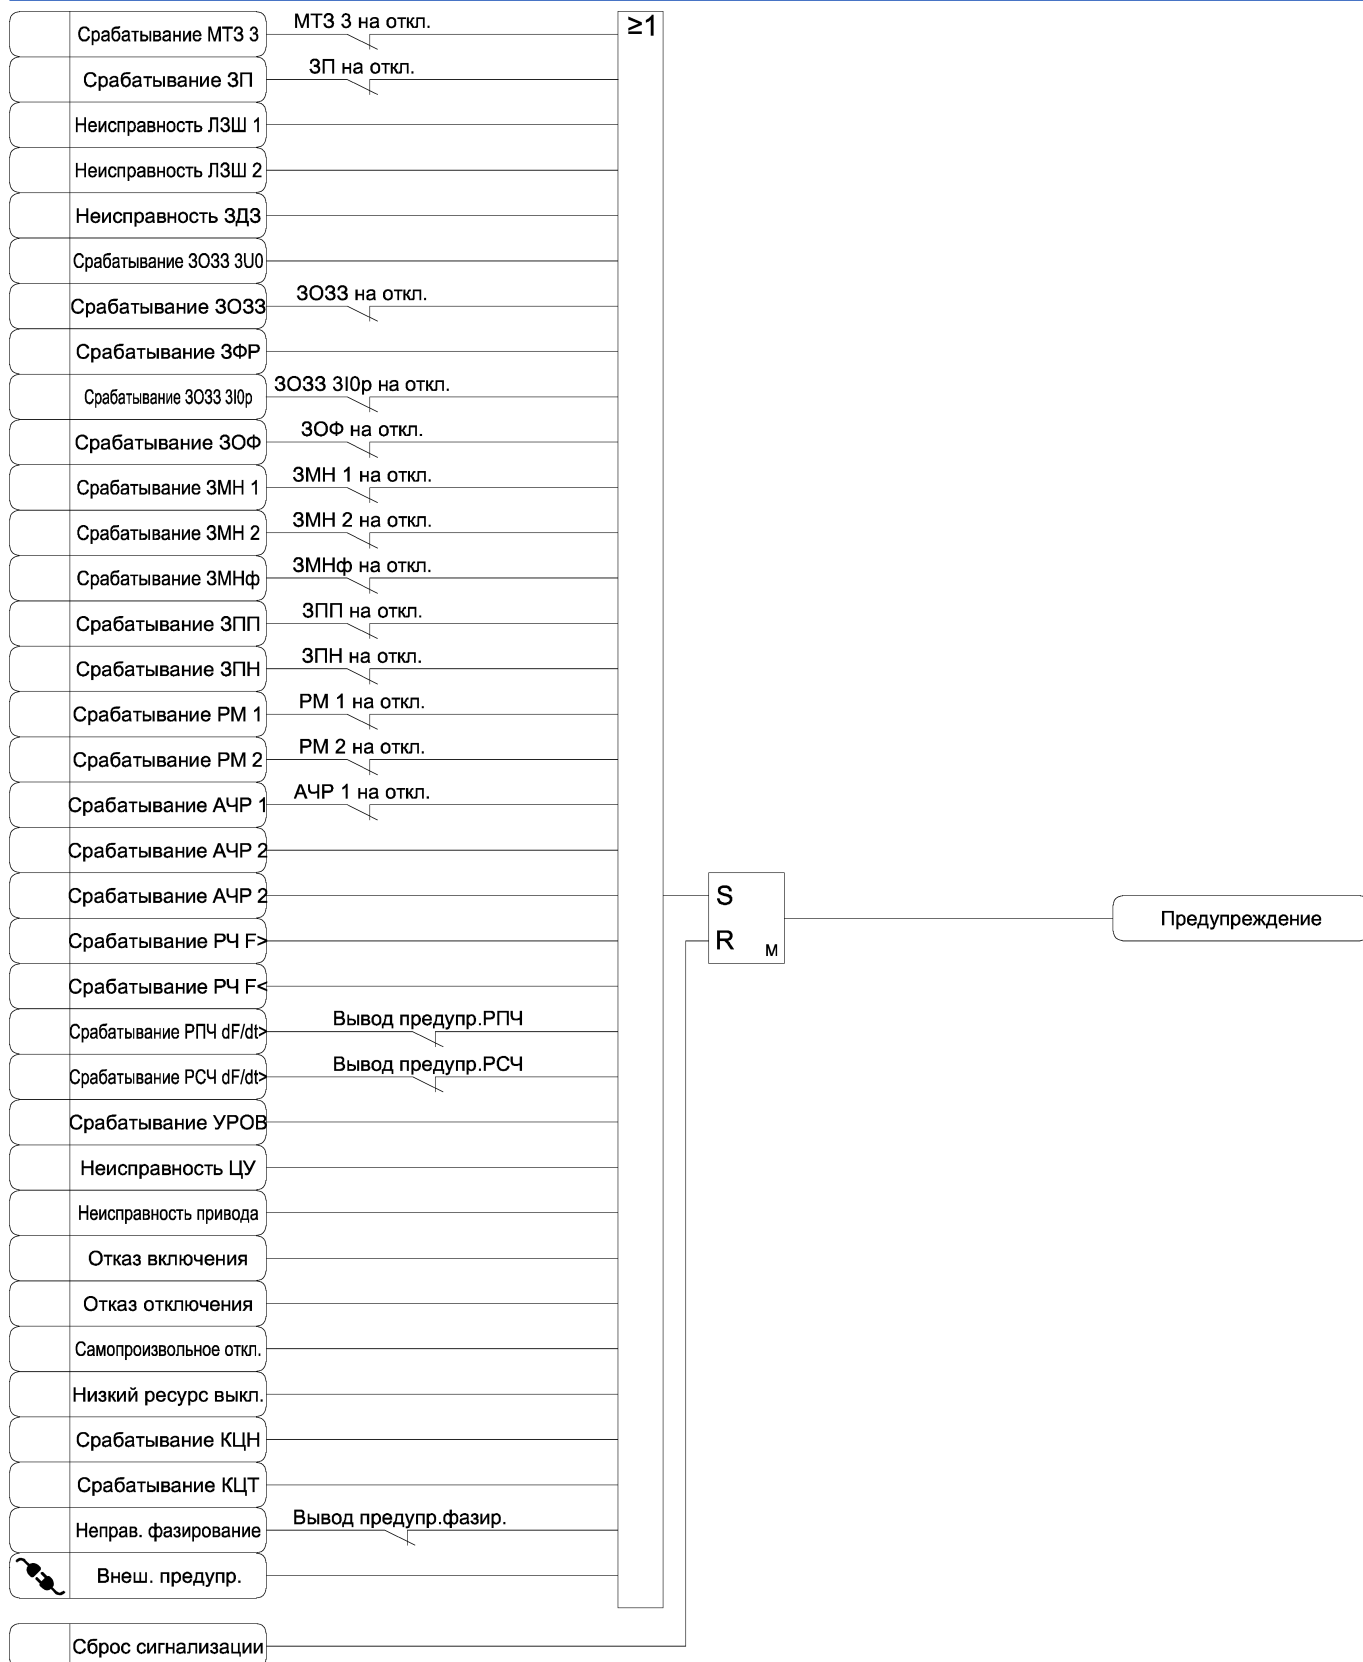 Срабатывание МТЗ 3
МТЗ 3 на откл.
≥1
Срабатывание ЗП
ЗП на откл.
Неисправность ЛЗШ 1
Неисправность ЛЗШ 2
Неисправность ЗДЗ
Срабатывание ЗОЗЗ 3U0
Срабатывание ЗОЗЗ
ЗОЗЗ на откл.
Срабатывание ЗФР
Срабатывание ЗОЗЗ 3I0р
ЗОЗЗ 3I0р на откл.
Срабатывание ЗОФ
ЗОФ на откл.
Срабатывание ЗМН 1
ЗМН 1 на откл.
Срабатывание ЗМН 2
ЗМН 2 на откл.
Срабатывание ЗМНф
ЗМНф на откл.
Срабатывание ЗПП
ЗПП на откл.
Срабатывание ЗПН
ЗПН на откл.
Срабатывание РМ 1
РМ 1 на откл.
Срабатывание РМ 2
РМ 2 на откл.
Срабатывание АЧР 1
АЧР 1 на откл.
Срабатывание АЧР 2
Срабатывание АЧР 2
S
Предупреждение
Срабатывание РЧ F>
R
М
Срабатывание РЧ F<
Срабатывание РПЧ dF/dt>
Вывод предупр.РПЧ
Срабатывание РСЧ dF/dt>
Вывод предупр.РСЧ
Срабатывание УРОВ
Неисправность ЦУ
Неисправность привода
Отказ включения
Отказ отключения
Самопроизвольное откл.
Низкий ресурс выкл.
Срабатывание КЦН
Срабатывание КЦТ
Неправ. фазирование
Вывод предупр.фазир.
Внеш. предупр.
Сброс сигнализации